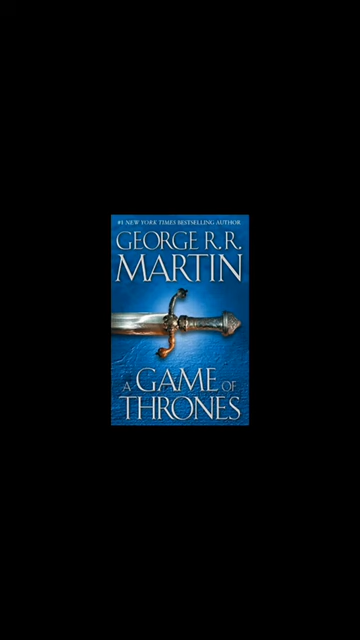 #1 NEW YORK TIMES BESTSELLING AUTHOR
GEORGE R. R.
MARTIN
A GAME OF
THRONES